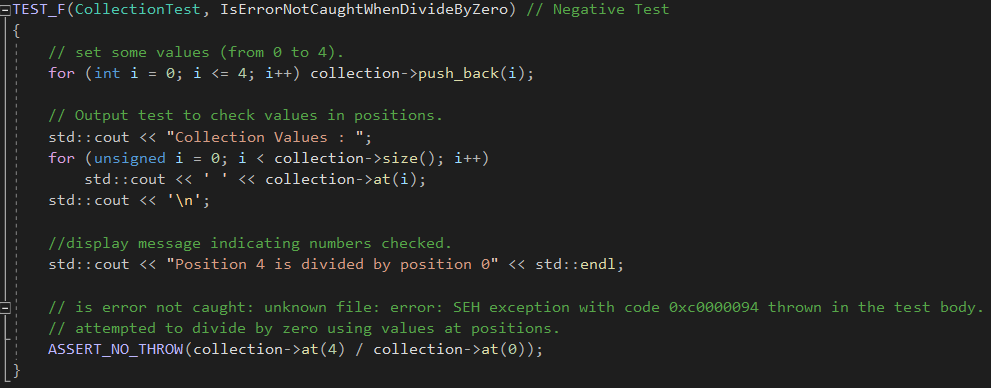 TEST_F(CollectionTest, IsErrorNotCaughtWhenDivideByZero) // Negative Test
{
    // set some values (from 0 to 4).
    for (int i = 0; i <= 4; i++) collection->push_back(i);

    // Output test to check values in positions.
    std::cout << "Collection Values : ";
    for (unsigned i = 0; i < collection->size(); i++)
        std::cout << ' ' << collection->at(i);
    std::cout << '\n';

    //display message indicating numbers checked.
    std::cout << "Position 4 is divided by position 0" << std::endl;

    // is error not caught: unknown file: error: SEH exception with code 0xc0000094 thrown in the test body.
    // attempted to divide by zero using values at positions.
    ASSERT_NO_THROW(collection->at(4) / collection->at(0));
}